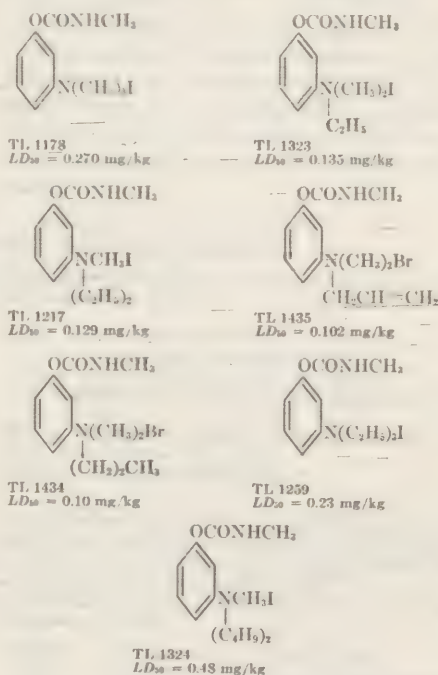 OCONHCH₃
N(CH₃)₃I
TL 1178
LD₅₀ = 0.270 mg/kg
OCONHCH₃
N(CH₃)₂I
C₂H₅
TL 1323
LD₅₀ = 0.135 mg/kg
OCONHCH₃
NCH₃I
(C₂H₅)₂
TL 1217
LD₅₀ = 0.129 mg/kg
OCONHCH₃
N(CH₃)₂Br
CH₂CH=CH₂
TL 1435
LD₅₀ = 0.102 mg/kg
OCONHCH₃
N(CH₃)₂Br
(CH₂)₂CH₃
TL 1434
LD₅₀ = 0.10 mg/kg
OCONHCH₃
N(C₂H₅)₃I
TL 1259
LD₅₀ = 0.23 mg/kg
OCONHCH₃
NCH₃I
(C₄H₉)₂
TL 1324
LD₅₀ = 0.48 mg/kg